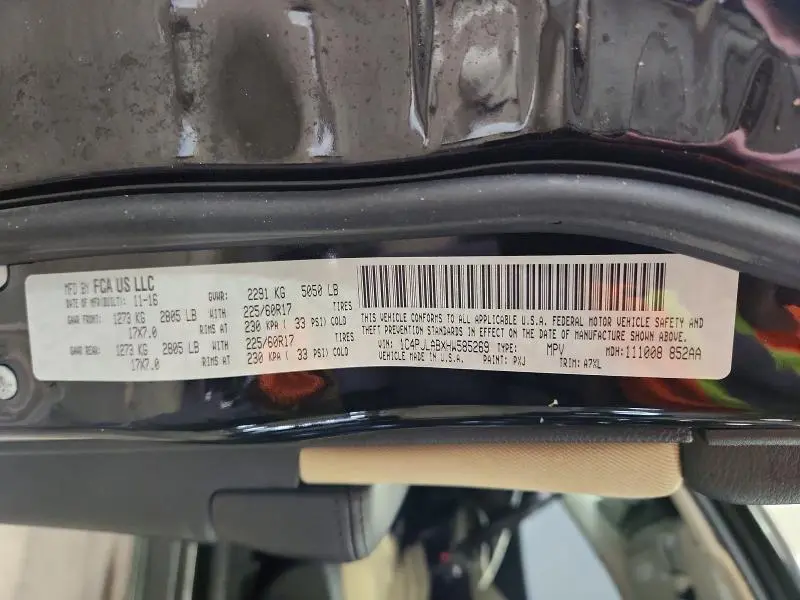 MFD BY FCA US LLC
DATE OF MFR(BUILT): 11-16
GVWR: 2291 KG 5050 LB
GAWR FRONT: 1273 KG 2805 LB WITH 225/60R17 TIRES
17X7.0 RIMS AT 230 KPA ( 33 PSI) COLD
GAWR REAR: 1273 KG 2805 LB WITH 225/60R17 TIRES
17X7.0 RIMS AT 230 KPA ( 33 PSI) COLD
THIS VEHICLE CONFORMS TO ALL APPLICABLE U.S.A. FEDERAL MOTOR VEHICLE SAFETY AND
THEFT PREVENTION STANDARDS IN EFFECT ON THE DATE OF MANUFACTURE SHOWN ABOVE.
VIN: 1C4PJLABXHW585269 TYPE: MPV MDH: 111008 852AA
VEHICLE MADE IN U.S.A. PAINT: PXJ TRIM: A7XL